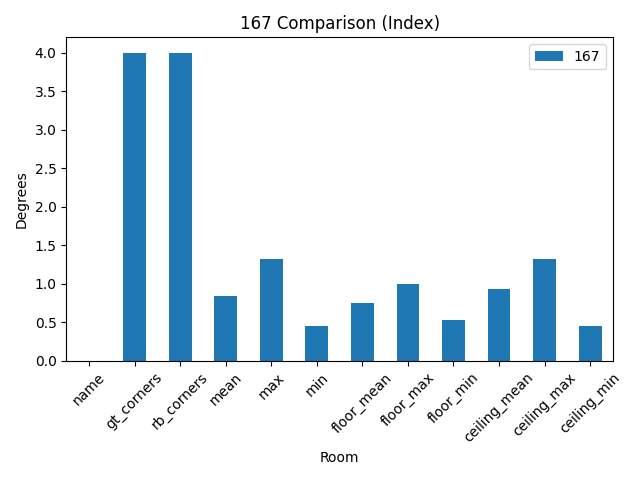 167 Comparison (Index)
167
Degrees
4.0
3.5
3.0
2.5
2.0
1.5
1.0
0.5
0.0
name
gt_corners
rb_corners
mean
max
min
floor_mean
floor_max
floor_min
ceiling_mean
ceiling_max
ceiling_min
Room